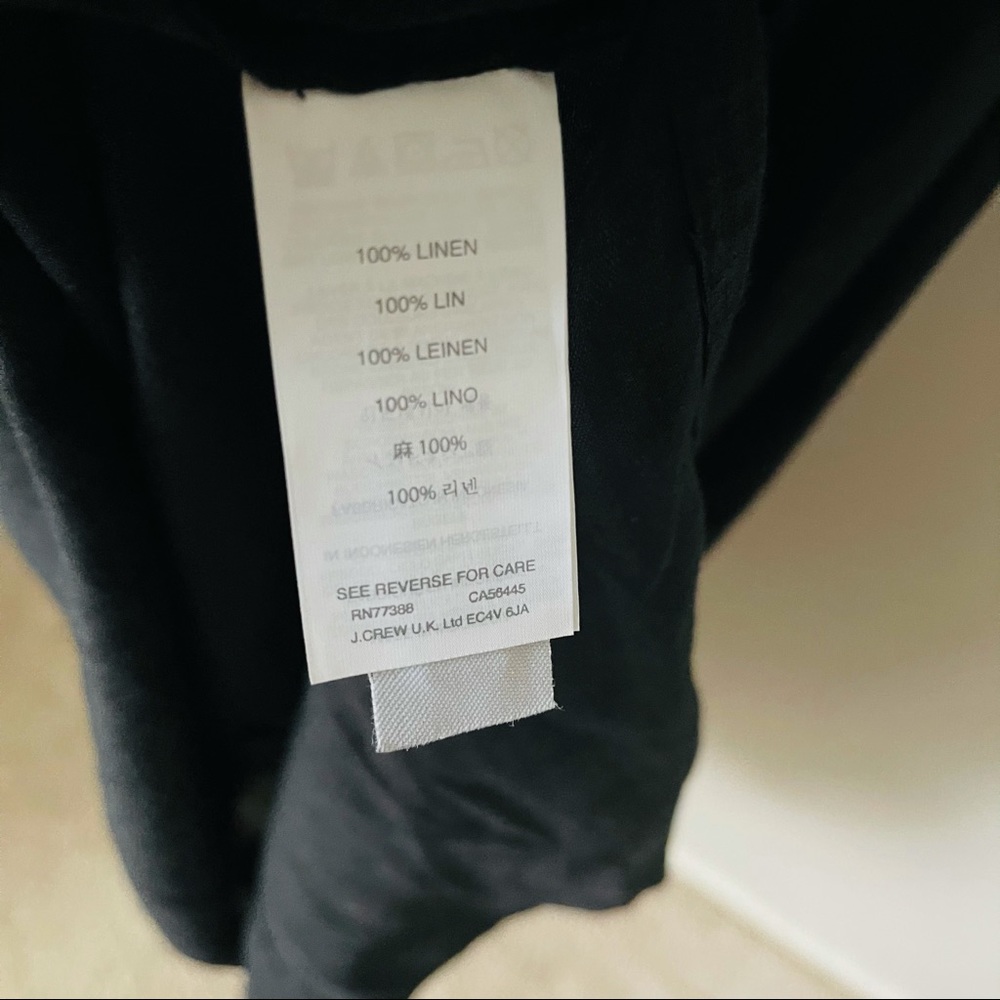 100% LINEN
100% LIN
100% LEINEN
100% LINO
麻 100%
100% 리넨
SEE REVERSE FOR CARE
RN77388 CA56445
J.CREW U.K. Ltd EC4V 6JA